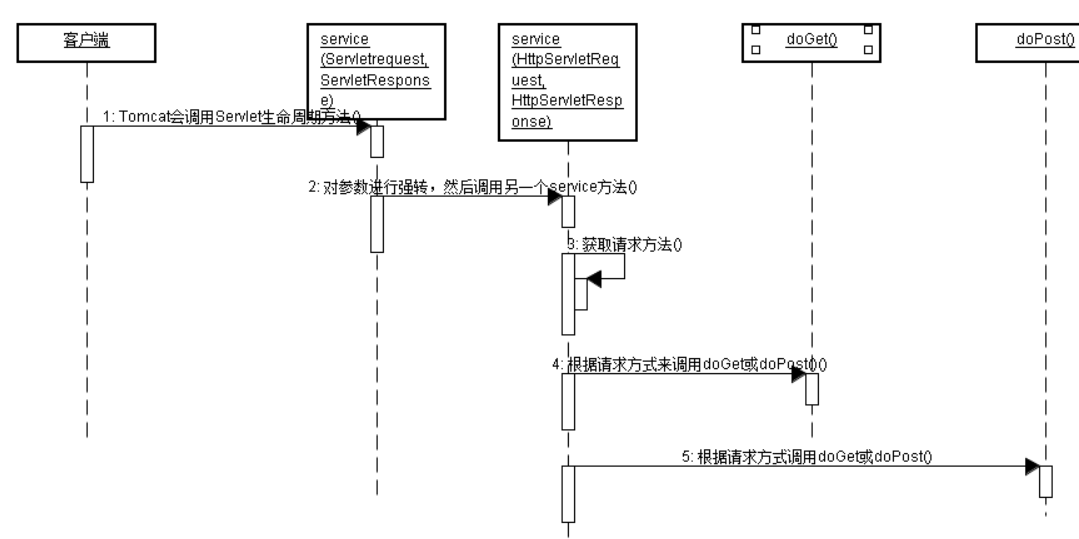 客户端
service
(Servletrequest,
ServletRespons
e)
service
(HttpServletReq
uest,
HttpServletResp
onse)
doGet()
doPost()
1: Tomcat会调用Servlet生命周期方法()
2: 对参数进行强转，然后调用另一个service方法()
3: 获取请求方法()
4: 根据请求方式来调用doGet或doPost()()
5: 根据请求方式调用doGet或doPost()